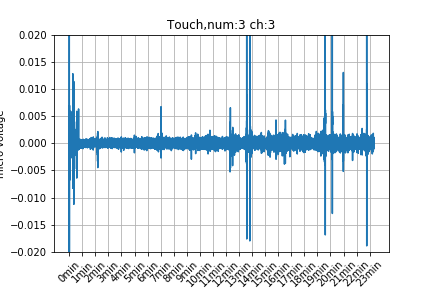 Touch,num:3 ch:3
0.020
0.015
0.010
0.005
0.000
−0.005
−0.010
−0.015
−0.020
micro voltage
0min
1min
2min
3min
4min
5min
6min
7min
8min
9min
10min
11min
12min
13min
14min
15min
16min
17min
18min
19min
20min
21min
22min
23min